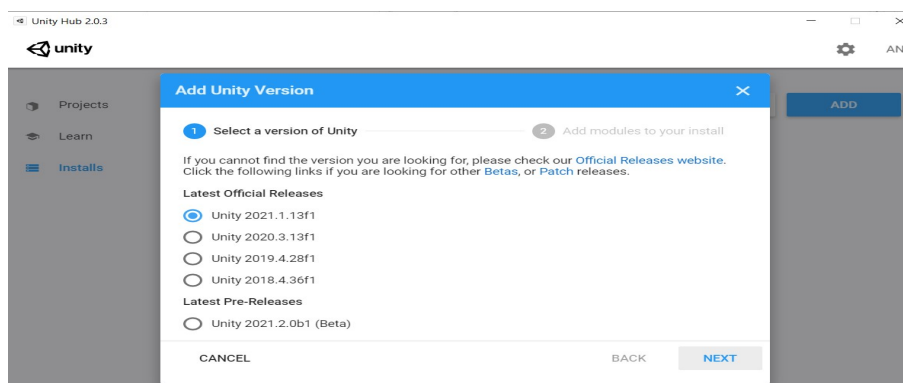 Unity Hub 2.0.3
unity
AN
Projects
Learn
Installs
ADD
Add Unity Version
1 Select a version of Unity
2 Add modules to your install
If you cannot find the version you are looking for, please check our Official Releases website.
Click the following links if you are looking for other Betas, or Patch releases.
Latest Official Releases
Unity 2021.1.13f1
Unity 2020.3.13f1
Unity 2019.4.28f1
Unity 2018.4.36f1
Latest Pre-Releases
Unity 2021.2.0b1 (Beta)
CANCEL BACK NEXT